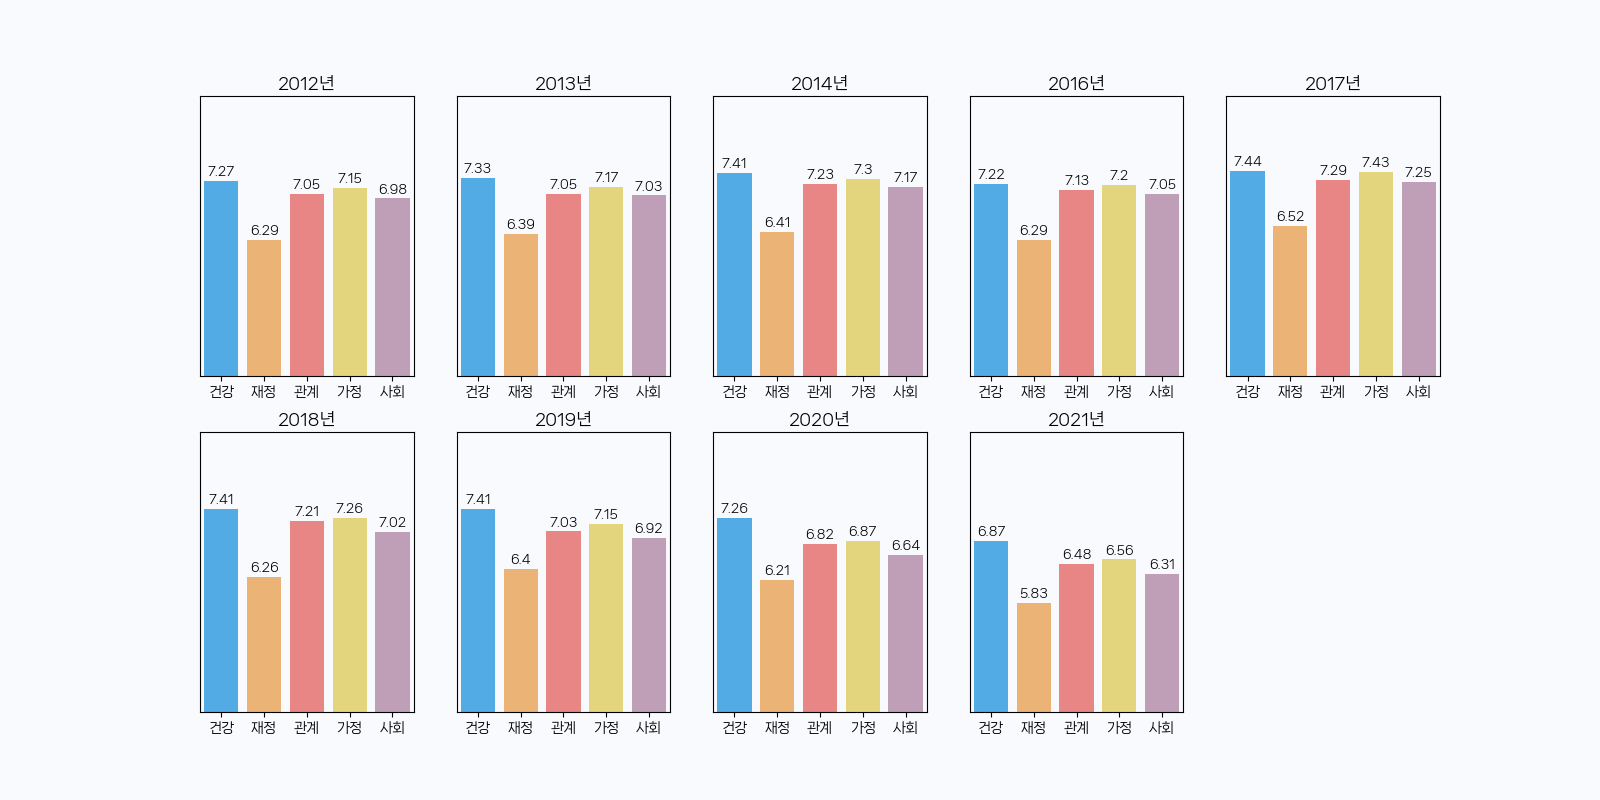 2012년 2013년 2014년 2016년 2017년
7.27 6.29 7.05 7.15 6.98
7.33 6.39 7.05 7.17 7.03
7.41 6.41 7.23 7.3 7.17
7.22 6.29 7.13 7.2 7.05
7.44 6.52 7.29 7.43 7.25
건강 재정 관계 가정 사회
건강 재정 관계 가정 사회
건강 재정 관계 가정 사회
건강 재정 관계 가정 사회
건강 재정 관계 가정 사회
2018년 2019년 2020년 2021년
7.41 6.26 7.21 7.26 7.02
7.41 6.4 7.03 7.15 6.92
7.26 6.21 6.82 6.87 6.64
6.87 5.83 6.48 6.56 6.31
건강 재정 관계 가정 사회
건강 재정 관계 가정 사회
건강 재정 관계 가정 사회
건강 재정 관계 가정 사회